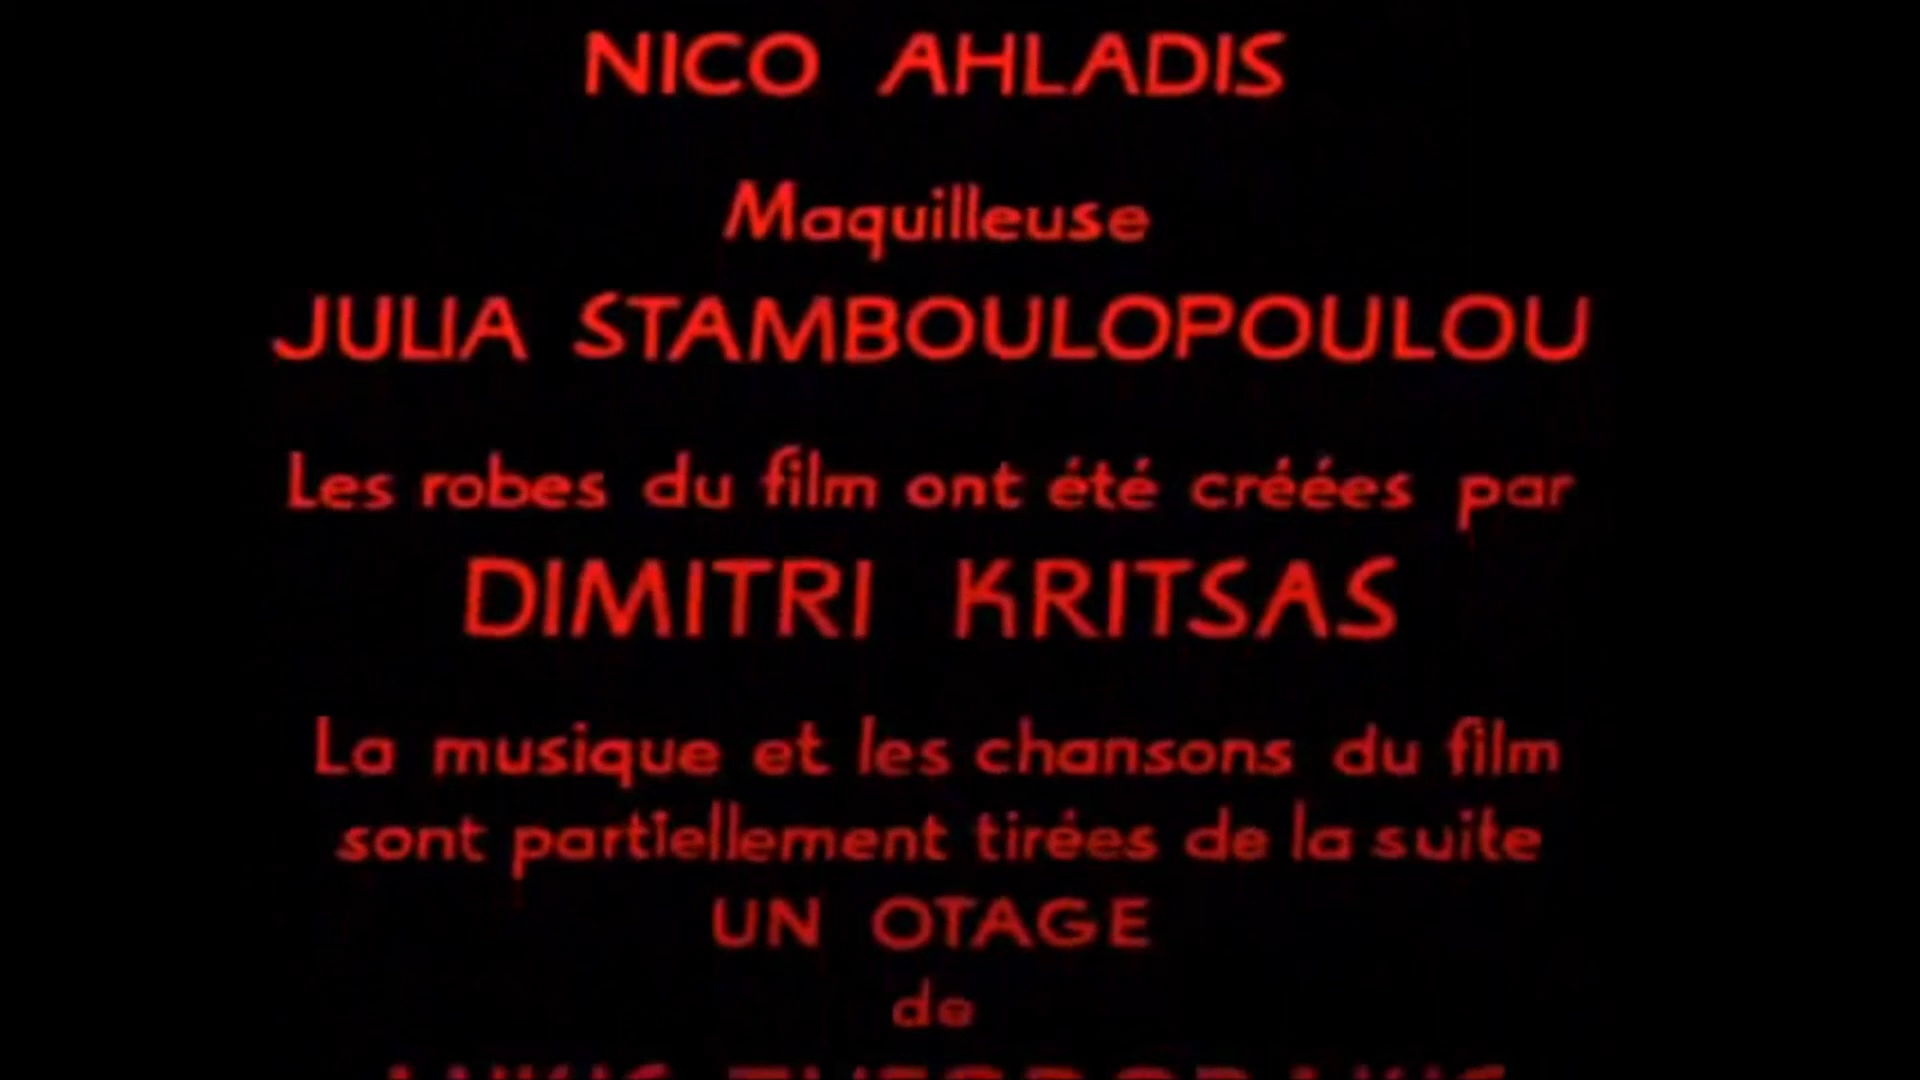 NICO AHLADIS
Maquilleuse
JULIA STAMBOULOPOULOU
Les robes du film ont été créées par
DIMITRI KRITSAS
La musique et les chansons du film
sont partiellement tirées de la suite
UN OTAGE
de